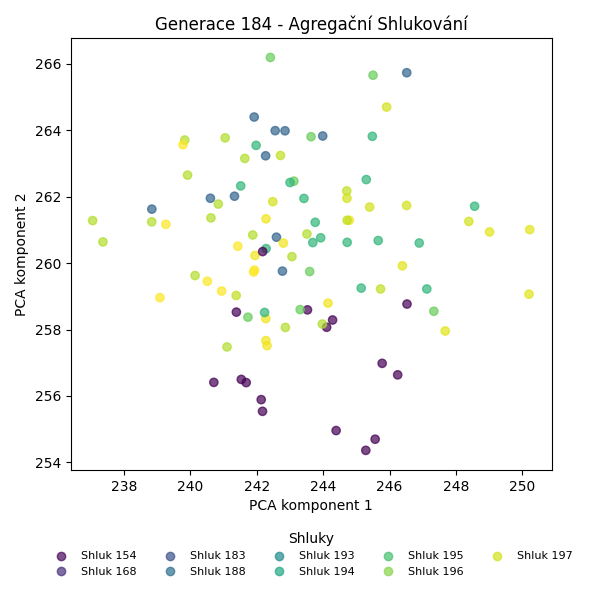 Generace 184 - Agregační Shlukování
266
264
262
260
258
256
254
PCA komponent 2
238 240 242 244 246 248 250
PCA komponent 1
Shluky
Shluk 154 Shluk 183 Shluk 193 Shluk 195 Shluk 197
Shluk 168 Shluk 188 Shluk 194 Shluk 196